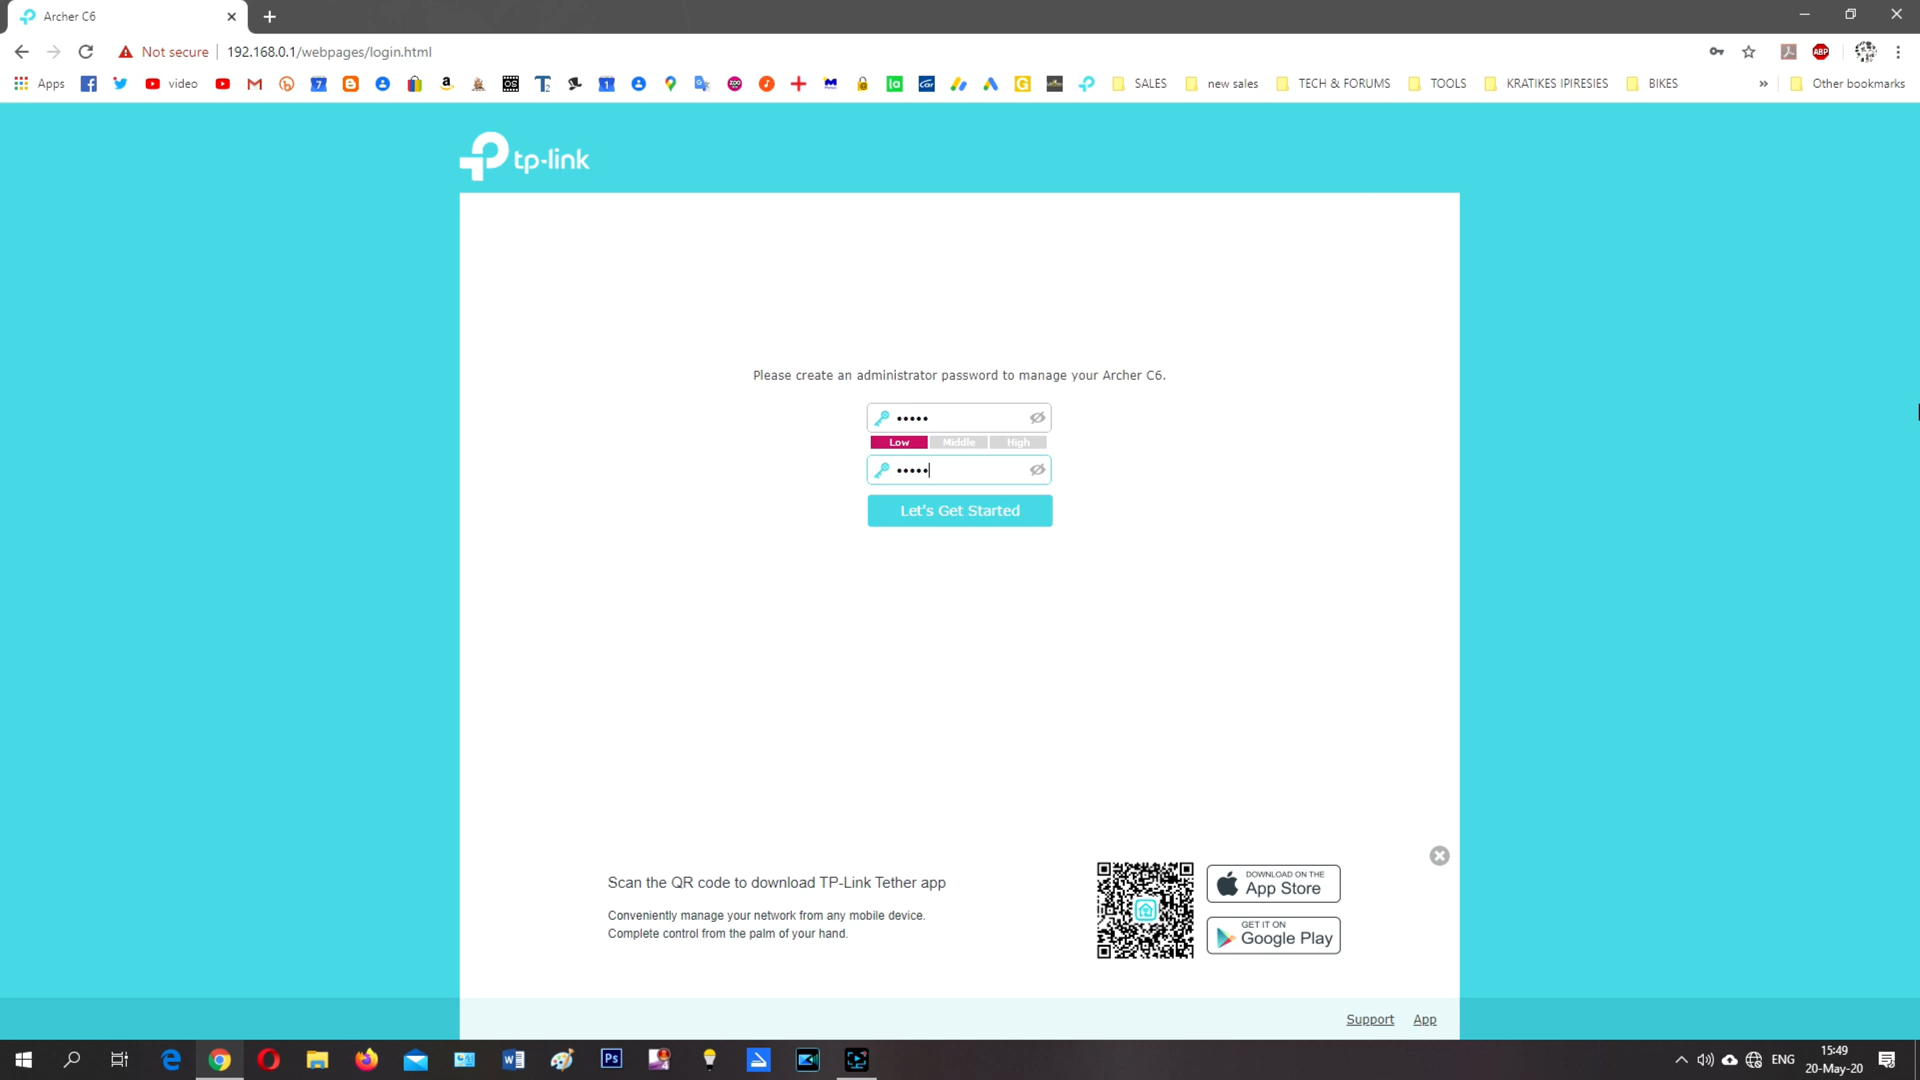 Archer C6
Not secure 192.168.0.1/webpages/login.html
ABP
Apps video SALES new sales TECH & FORUMS TOOLS KRATIKES IPIRESIES BIKES » Other bookmarks
tp-link
Please create an administrator password to manage your Archer C6.
•••••
Low Middle High
•••••
Let's Get Started
Scan the QR code to download TP-Link Tether app
Conveniently manage your network from any mobile device.
Complete control from the palm of your hand.
DOWNLOAD ON THE
App Store
GET IT ON
Google Play
Support App
ENG
15:49
20-May-20